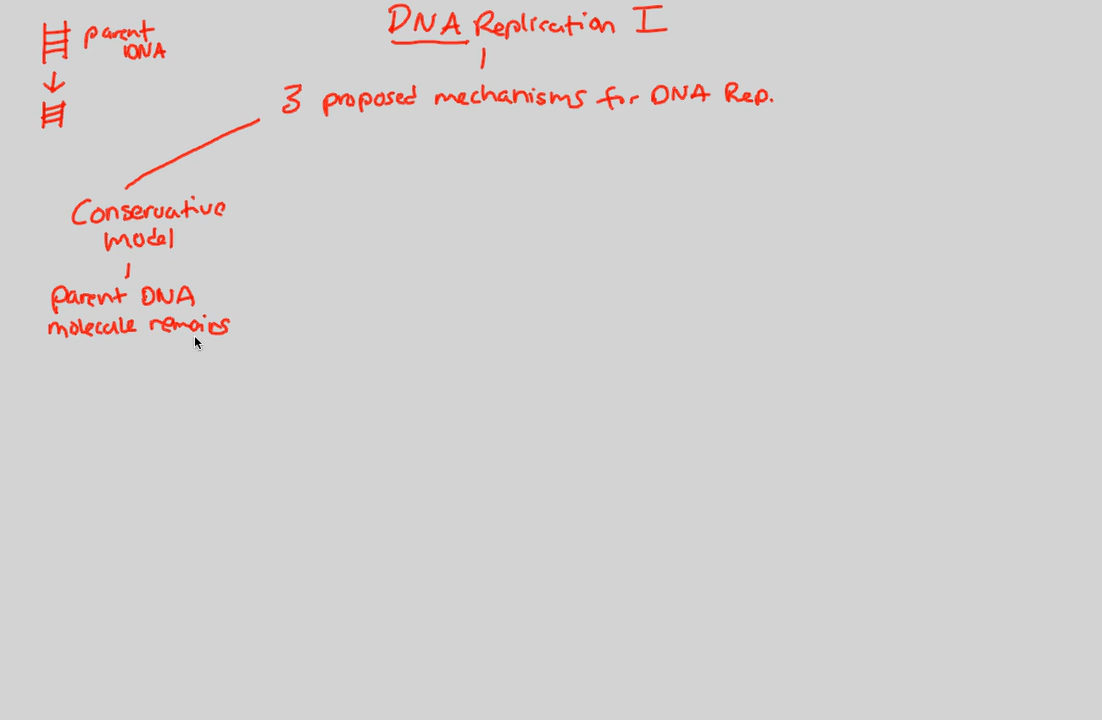 DNA Replication I
parent
DNA
3 proposed mechanisms for DNA Rep.
Conservative
model
parent DNA
molecule remains